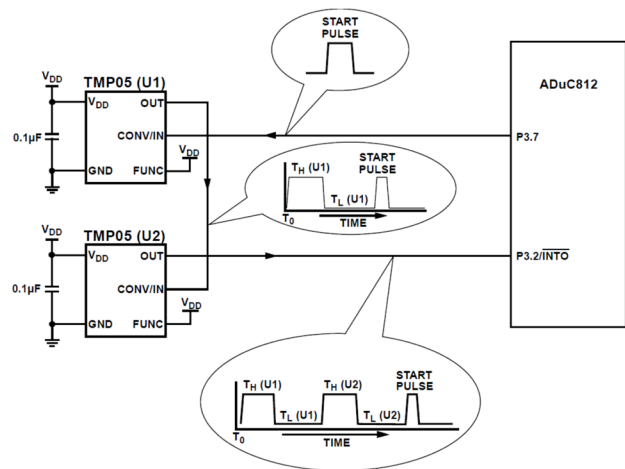 START
PULSE
ADuC812
VDD
TMP05 (U1)
VDD
OUT
CONV/IN
P3.7
0.1µF
GND
FUNC
VDD
TH (U1)
START
PULSE
TL (U1)
T0
TIME
VDD
TMP05 (U2)
VDD
OUT
P3.2/INTO
0.1µF
CONV/IN
VDD
GND
FUNC
TH (U1)
TH (U2)
START
PULSE
TL (U1)
TL (U2)
T0
TIME